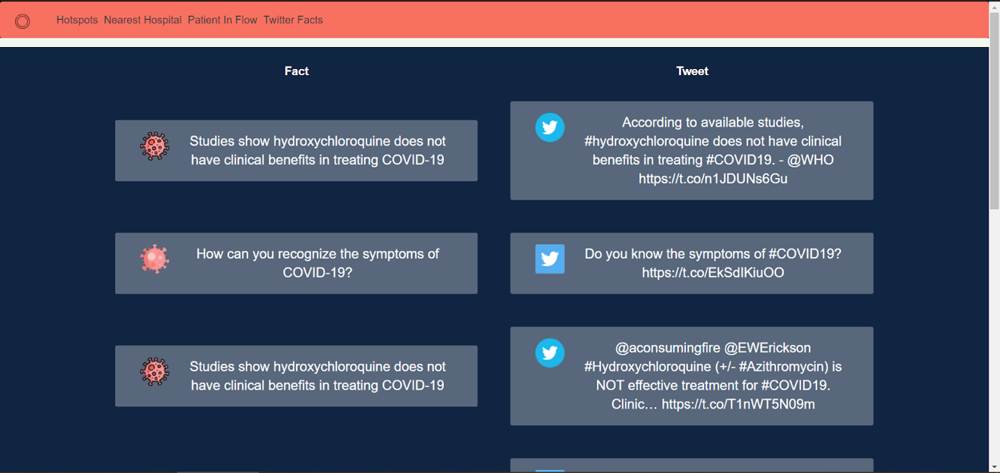 Hotspots Nearest Hospital Patient In Flow Twitter Facts
Fact
Tweet
Studies show hydroxychloroquine does not
have clinical benefits in treating COVID-19
According to available studies,
#hydroxychloroquine does not have clinical
benefits in treating #COVID19. - @WHO
https://t.co/n1JDUNs6Gu
How can you recognize the symptoms of
COVID-19?
Do you know the symptoms of #COVID19?
https://t.co/EkSdIKiuOO
Studies show hydroxychloroquine does not
have clinical benefits in treating COVID-19
@aconsumingfire @EWErickson
#Hydroxychloroquine (+/- #Azithromycin) is
NOT effective treatment for #COVID19.
Clinic… https://t.co/T1nWT5N09m